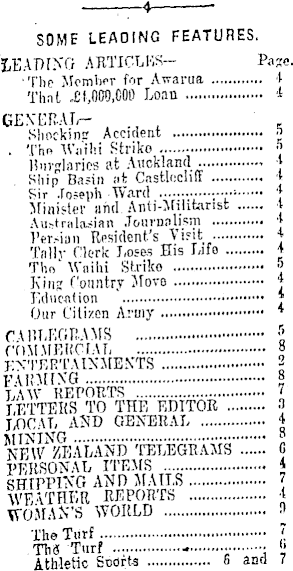 4
SOME LEADING FEATURES.
LEADING ARTICLES— Page.
The Member for Awarua ............ 4
That £1,000,000 Loan ................. 4
GENERAL—
Shocking Accident ................... 5
The Waihi Strike ..................... 5
Burglaries at Auckland .............. 4
Ship Basin at Castlecliff ............ 4
Sir Joseph Ward ..................... 4
Minister and Anti-Militarist ...... 4
Australasian Journalism ............ 4
Persian Resident's Visit ............ 4
Tally Clerk Loses His Life ......... 4
The Waihi Strike ..................... 5
King Country Move .................. 4
Education .............................. 4
Our Citizen Army ..................... 4
CABLEGRAMS ........................ 5
COMMERCIAL ........................ 8
ENTERTAINMENTS .................. 2
FARMING .............................. 8
LAW REPORTS ........................ 7
LETTERS TO THE EDITOR ......... 9
LOCAL AND GENERAL ............... 4
MINING ................................. 8
NEW ZEALAND TELEGRAMS ...... 6
PERSONAL ITEMS .................. 4
SHIPPING AND MAILS ............... 7
WEATHER REPORTS ............... 4
WOMAN'S WORLD .................. 9
The Turf .............................. 7
The Turf .............................. 6
Athletic Sports ............... 6 and 7